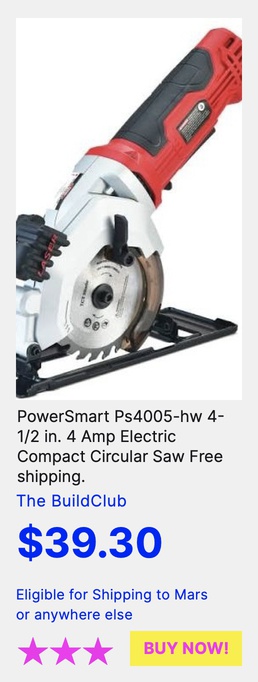 LASER
PowerSmart Ps4005-hw 4-
1/2 in. 4 Amp Electric
Compact Circular Saw Free
shipping.
The BuildClub
$39.30
Eligible for Shipping to Mars
or anywhere else
BUY NOW!